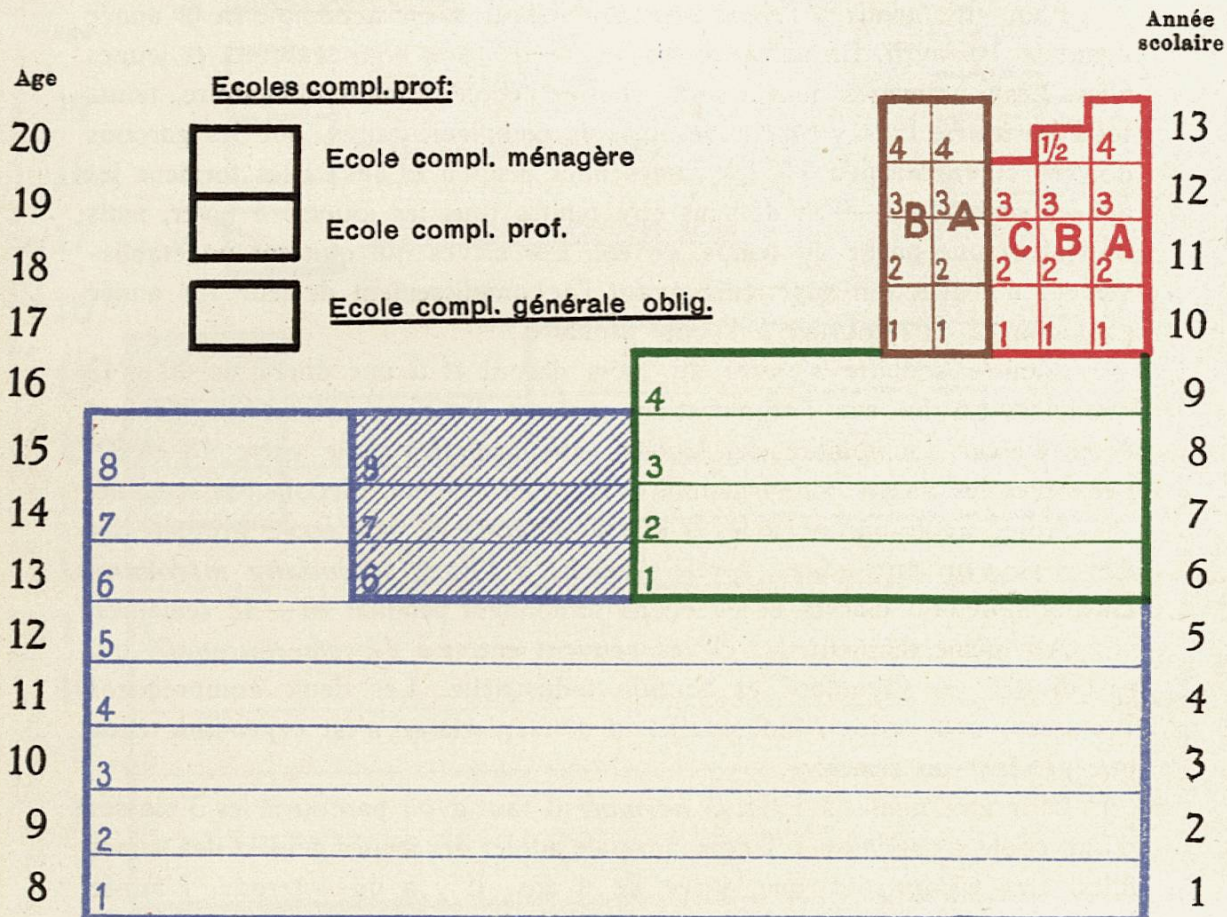 Année
scolaire
Age
Ecoles compl. prof:
20 Ecole compl. ménagère 4 4 1/2 4 13
19 3 3 3 3 3 12
Ecole compl. prof. B A C B A
18 2 2 2 2 2 11
17 Ecole compl. générale oblig. 1 1 1 1 1 10
16 4 9
15 8 8 3 8
14 7 7 2 7
13 6 6 1 6
12 5 5
11 4 4
10 3 3
9 2 2
8 1 1